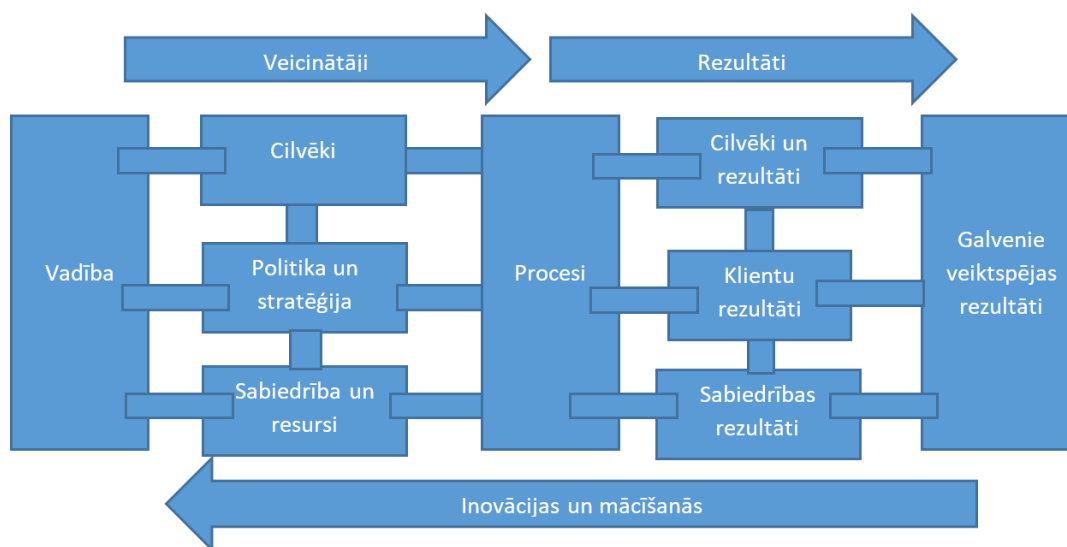 Veicinātāji
Rezultāti
Vadība
Cilvēki
Politika un
stratēģija
Sabiedrība un
resursi
Procesi
Cilvēki un
rezultāti
Klientu
rezultāti
Sabiedrības
rezultāti
Galvenie
veiktspējas
rezultāti
Inovācijas un mācīšanās